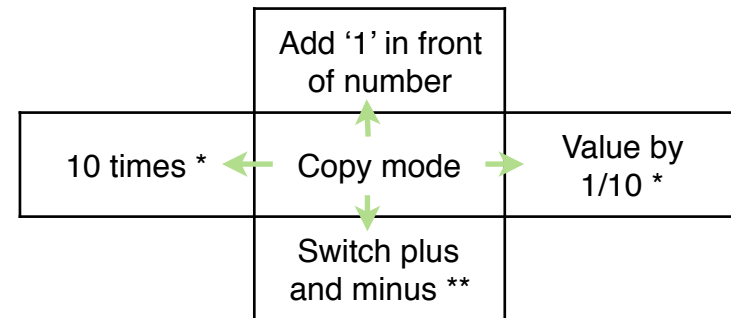 Add ‘1’ in front
of number
10 times *
Copy mode
Value by
1/10 *
Switch plus
and minus **